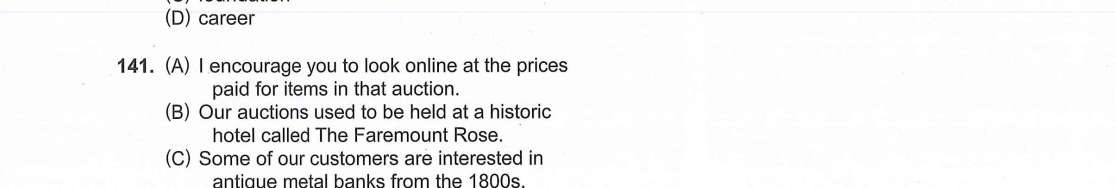 (D) career
141. (A) I encourage you to look online at the prices
paid for items in that auction.
(B) Our auctions used to be held at a historic
hotel called The Faremount Rose.
(C) Some of our customers are interested in
antique metal banks from the 1800s.